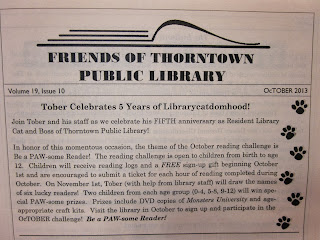 FRIENDS OF THORNTOWN
PUBLIC LIBRARY
Volume 19, Issue 10 OCTOBER 2013
Tober Celebrates 5 Years of Librarycatdomhood!
Join Tober and his staff as we celebrate his FIFTH anniversary as Resident Library
Cat and Boss of Thorntown Public Library!
In honor of this momentous occasion, the theme of the October reading challenge is
Be a PAW-some Reader! The reading challenge is open to children from birth to age
12. Children will receive reading logs and a FREE sign-up gift beginning October
1st and are encouraged to submit a ticket for each hour of reading completed during
October. On November 1st, Tober (with help from library staff) will draw the names
of six lucky readers! Two children from each age group (0-4, 5-8, 9-12) will win spe-
cial PAW-some prizes. Prizes include DVD copies of Monsters University and age-
appropriate craft kits. Visit the library in October to sign up and participate in the
OCTOBER challenge! Be a PAW-some Reader!